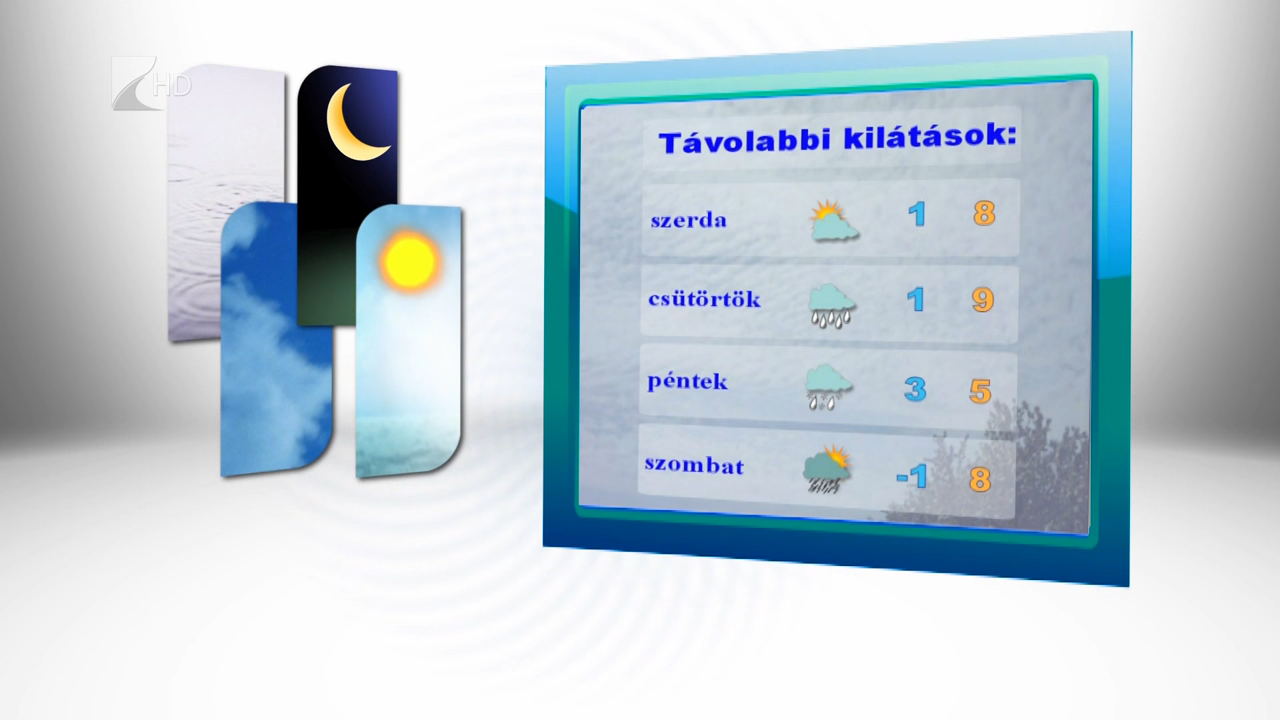 HD
Távolabbi kilátások:
szerda 1 8
csütörtök 1 9
péntek 3 5
szombat -1 8